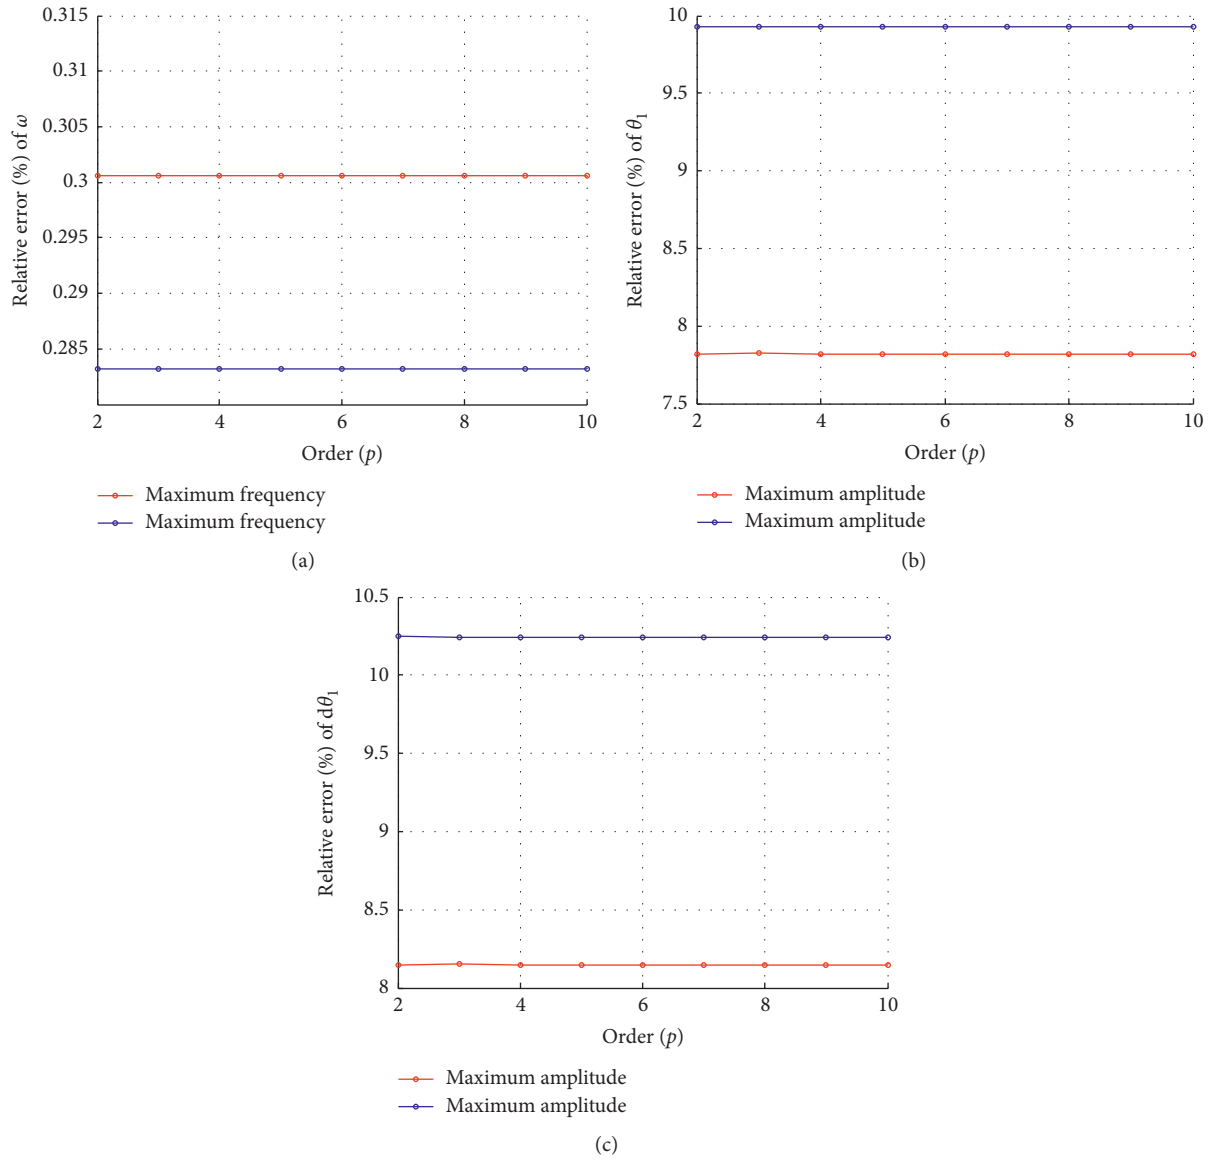 0.315
0.31
0.305
0.3
0.295
0.29
0.285
2 4 6 8 10
Relative error (%) of ω
Order (p)
Maximum frequency
Maximum frequency
(a)
10
9.5
9
8.5
8
7.5
2 4 6 8 10
Relative error (%) of θ₁
Order (p)
Maximum amplitude
Maximum amplitude
(b)
10.5
10
9.5
9
8.5
8
2 4 6 8 10
Relative error (%) of dθ₁
Order (p)
Maximum amplitude
Maximum amplitude
(c)